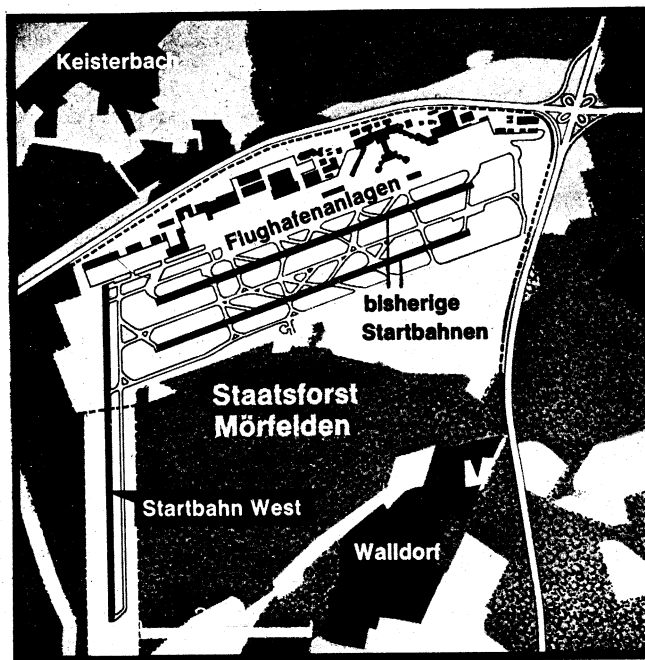 Keisterbach
Flughafenanlagen
bisherige
Startbahnen
Staatsforst
Mörfelden
Startbahn West
Walldorf